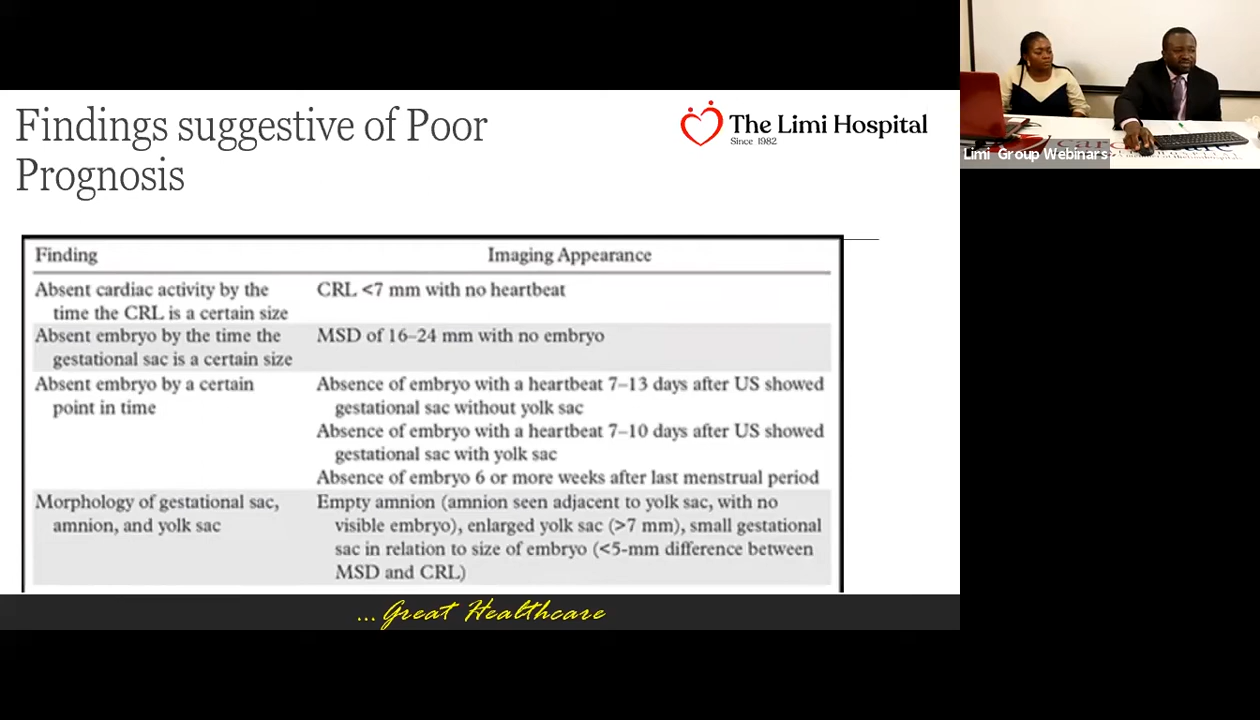 Findings suggestive of Poor
Prognosis
The Limi Hospital
Since 1982
Limi Group Webinars
Finding Imaging Appearance
Absent cardiac activity by the CRL <7 mm with no heartbeat
time the CRL is a certain size
Absent embryo by the time the MSD of 16–24 mm with no embryo
gestational sac is a certain size
Absent embryo by a certain Absence of embryo with a heartbeat 7–13 days after US showed
point in time gestational sac without yolk sac
Absence of embryo with a heartbeat 7–10 days after US showed
gestational sac with yolk sac
Absence of embryo 6 or more weeks after last menstrual period
Morphology of gestational sac, Empty amnion (amnion seen adjacent to yolk sac, with no
amnion, and yolk sac visible embryo), enlarged yolk sac (>7 mm), small gestational
sac in relation to size of embryo (<5-mm difference between
MSD and CRL)
... Great Healthcare